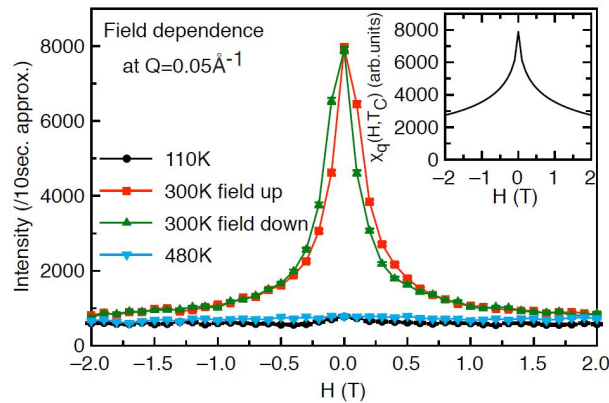 Field dependence
at Q=0.05Å⁻¹
110K
300K field up
300K field down
480K
Intensity (/10sec. approx.)
8000
6000
4000
2000
0
−2.0 −1.5 −1.0 −0.5 0.0 0.5 1.0 1.5 2.0
H (T)
χq(H,TC) (arb.units)
8000
6000
4000
2000
0
−2 −1 0 1 2
H (T)